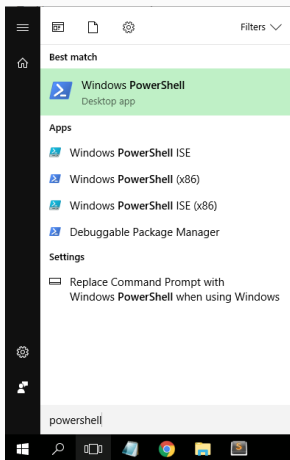 Filters
Best match
Windows PowerShell
Desktop app
Apps
Windows PowerShell ISE
Windows PowerShell (x86)
Windows PowerShell ISE (x86)
Debuggable Package Manager
Settings
Replace Command Prompt with
Windows PowerShell when using Windows
powershell